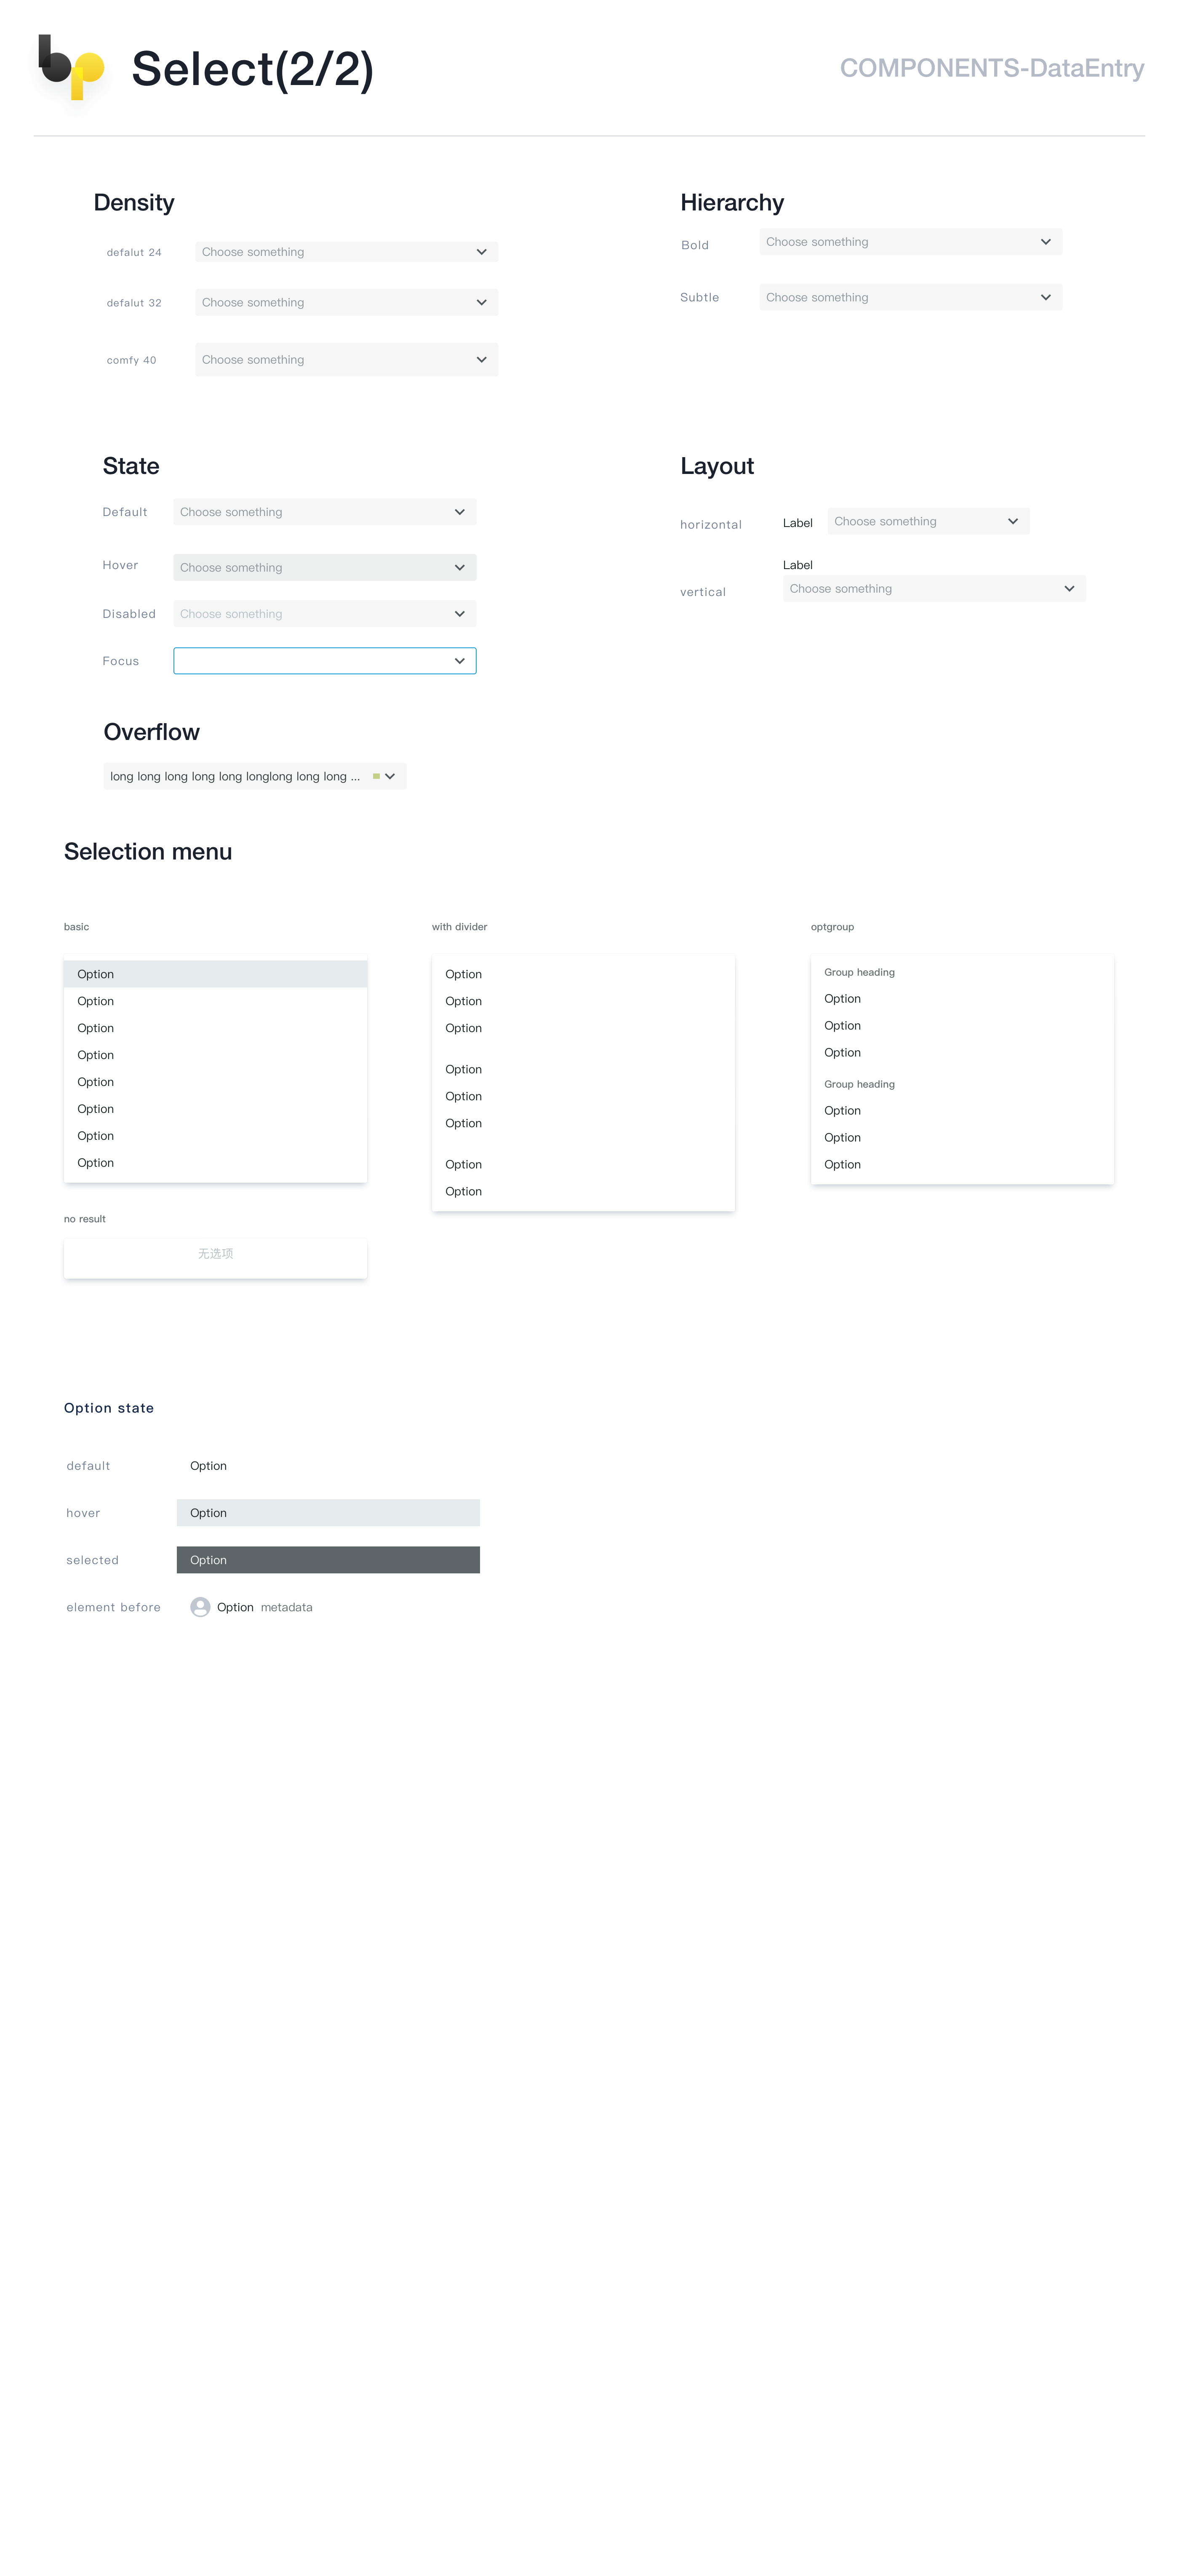 bp
Select(2/2)
COMPONENTS-DataEntry
Density
defalut 24
Choose something
defalut 32
Choose something
comfy 40
Choose something
Hierarchy
Bold
Choose something
Subtle
Choose something
State
Default
Choose something
Hover
Choose something
Disabled
Choose something
Focus
Layout
horizontal
Label
Choose something
Label
vertical
Choose something
Overflow
long long long long long longlong long long ...
Selection menu
basic
Option
Option
Option
Option
Option
Option
Option
Option
with divider
Option
Option
Option
Option
Option
Option
Option
Option
optgroup
Group heading
Option
Option
Option
Group heading
Option
Option
Option
no result
无选项
Option state
default
Option
hover
Option
selected
Option
element before
Option metadata